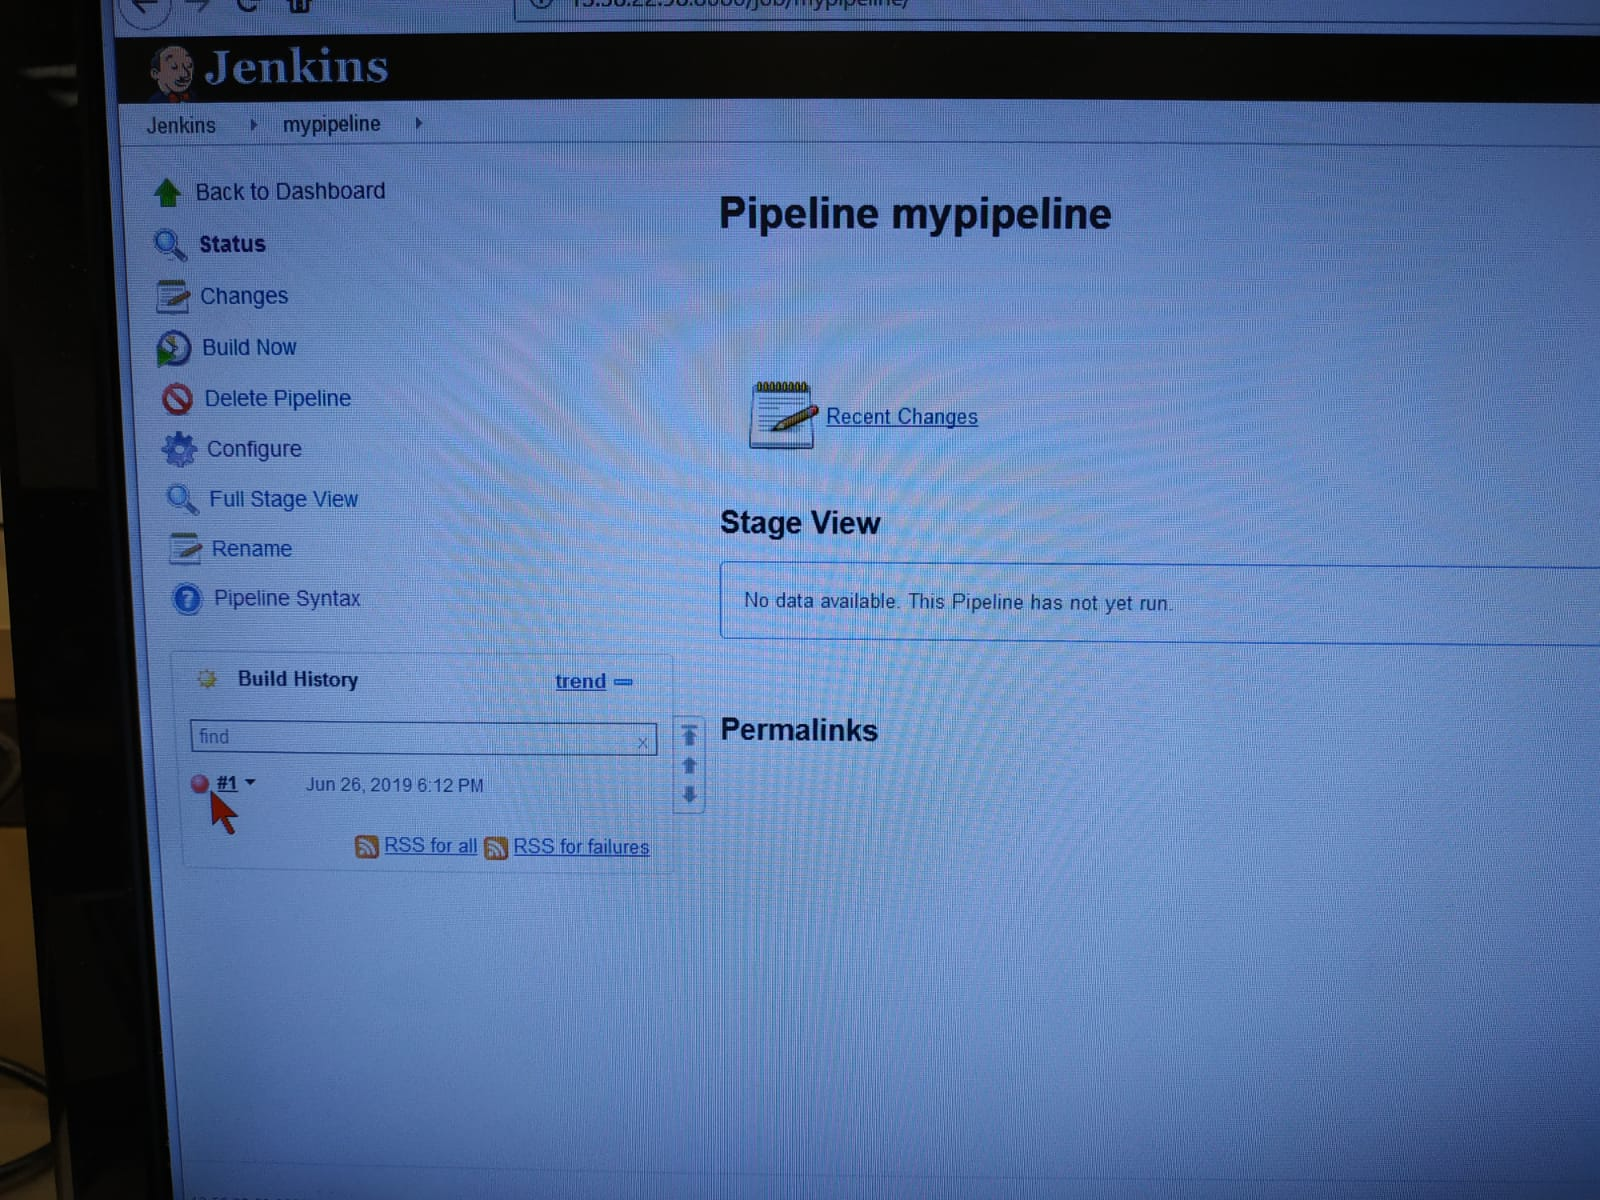 Jenkins
Jenkins mypipeline
Back to Dashboard
Status
Changes
Build Now
Delete Pipeline
Configure
Full Stage View
Rename
Pipeline Syntax
Pipeline mypipeline
Recent Changes
Stage View
No data available. This Pipeline has not yet run.
Permalinks
Build History trend
find x
#1 Jun 26, 2019 6:12 PM
RSS for all RSS for failures